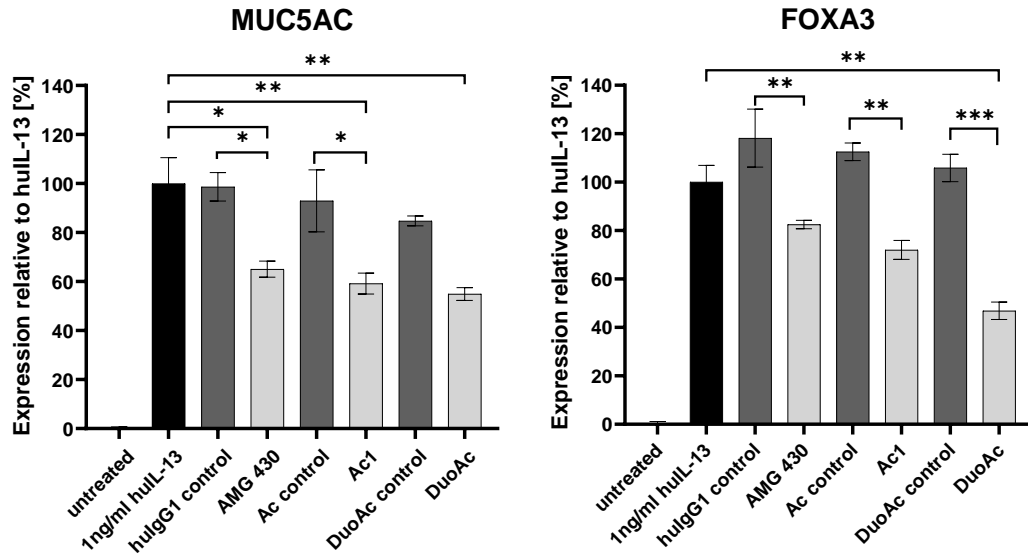 MUC5AC
Expression relative to huIL-13 [%]
140
120
100
80
60
40
20
0
**
**
*
*
*
untreated
1ng/ml huIL-13
huIgG1 control
AMG 430
Ac control
Ac1
DuoAc control
DuoAc
FOXA3
Expression relative to huIL-13 [%]
140
120
100
80
60
40
20
0
**
**
**
***
untreated
1ng/ml huIL-13
huIgG1 control
AMG 430
Ac control
Ac1
DuoAc control
DuoAc